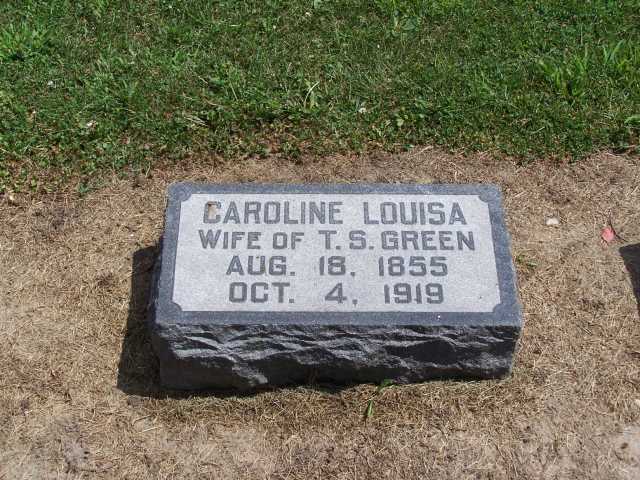 CAROLINE LOUISA
WIFE OF T. S. GREEN
AUG. 18, 1855
OCT. 4, 1919